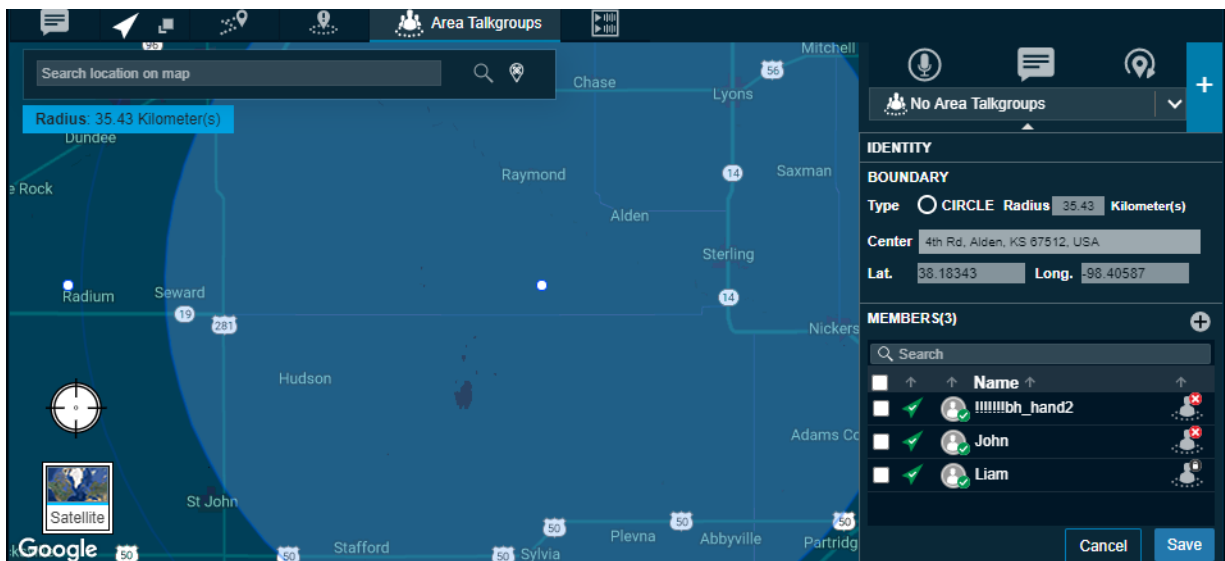 Area Talkgroups
96
Search location on map
Radius: 35.43 Kilometer(s)
Mitchell
56
Chase
Lyons
Dundee
e Rock
Raymond
14
Saxman
Alden
Sterling
Radium
Seward
14
19
281
Nickers
Hudson
Adams Co
St John
Satellite
Google
50
50
Stafford
50
50
Sylvia
Plevna
50
Abbyville
50
Partridg
No Area Talkgroups
+
IDENTITY
BOUNDARY
Type CIRCLE Radius 35.43 Kilometer(s)
Center 4th Rd, Alden, KS 67512, USA
Lat. 38.18343 Long. -98.40587
MEMBERS(3)
Search
Name
!!!!!!!bh_hand2
John
Liam
Cancel Save